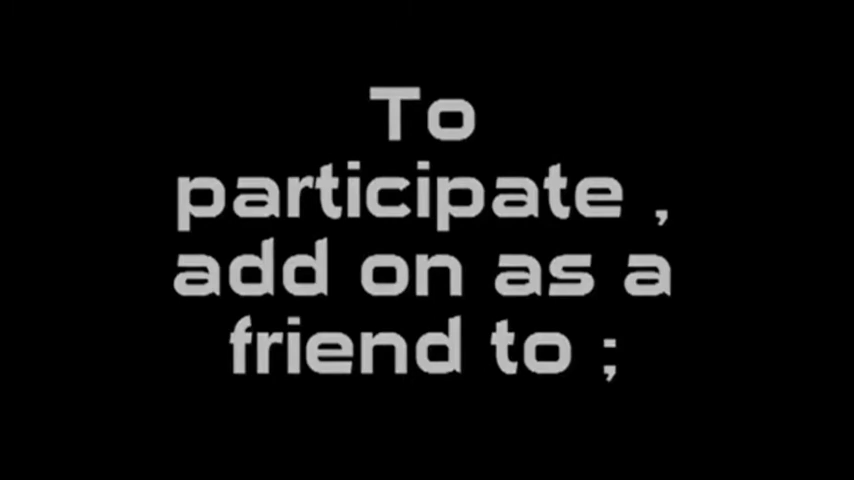 To
participate ,
add on as a
friend to ;